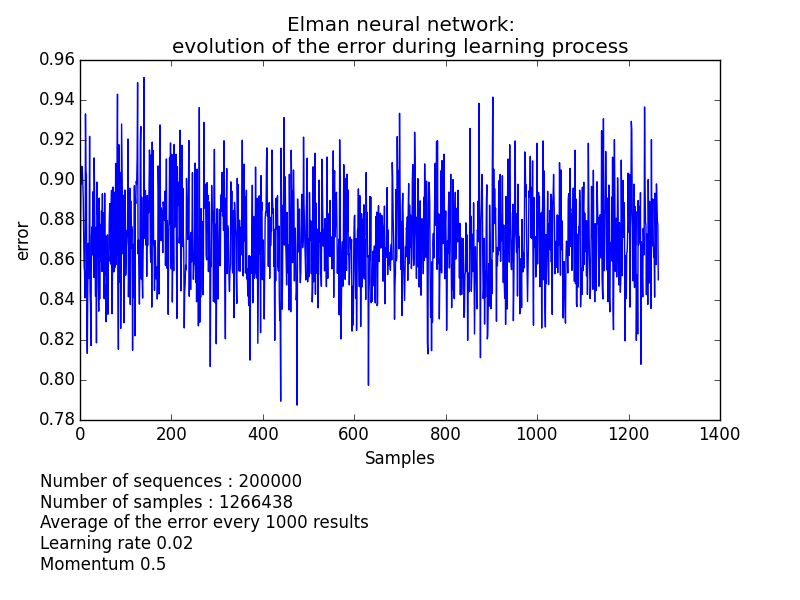 Elman neural network:
evolution of the error during learning process
0.96
0.94
0.92
0.90
0.88
0.86
0.84
0.82
0.80
0.78
error
0 200 400 600 800 1000 1200 1400
Samples
Number of sequences : 200000
Number of samples : 1266438
Average of the error every 1000 results
Learning rate 0.02
Momentum 0.5